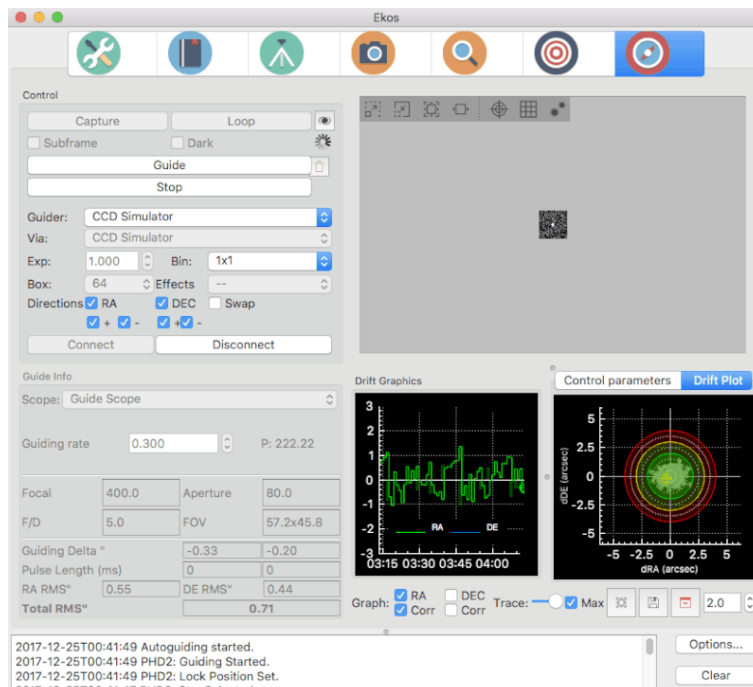 Ekos
Control
Capture Loop
Subframe Dark
Guide
Stop
Guider: CCD Simulator
Via: CCD Simulator
Exp: 1.000 Bin: 1x1
Box: 64 Effects --
Directions RA DEC Swap
+ - + -
Connect Disconnect
Guide Info
Scope: Guide Scope
Guiding rate 0.300 P: 222.22
Focal 400.0 Aperture 80.0
F/D 5.0 FOV 57.2x45.8
Guiding Delta " -0.33 -0.20
Pulse Length (ms) 0 0
RA RMS" 0.55 DE RMS" 0.44
Total RMS" 0.71
Drift Graphics
3
2
1
0
-1
-2
-3
RA DE
03:15 03:30 03:45 04:00
Control parameters Drift Plot
dDE (arcsec)
5
2.5
0
-2.5
-5
-5 -2.5 0 2.5 5
dRA (arcsec)
Graph: RA DEC Trace: Max 2.0
Corr Corr
2017-12-25T00:41:49 Autoguiding started.
2017-12-25T00:41:49 PHD2: Guiding Started.
2017-12-25T00:41:49 PHD2: Lock Position Set.
Options...
Clear